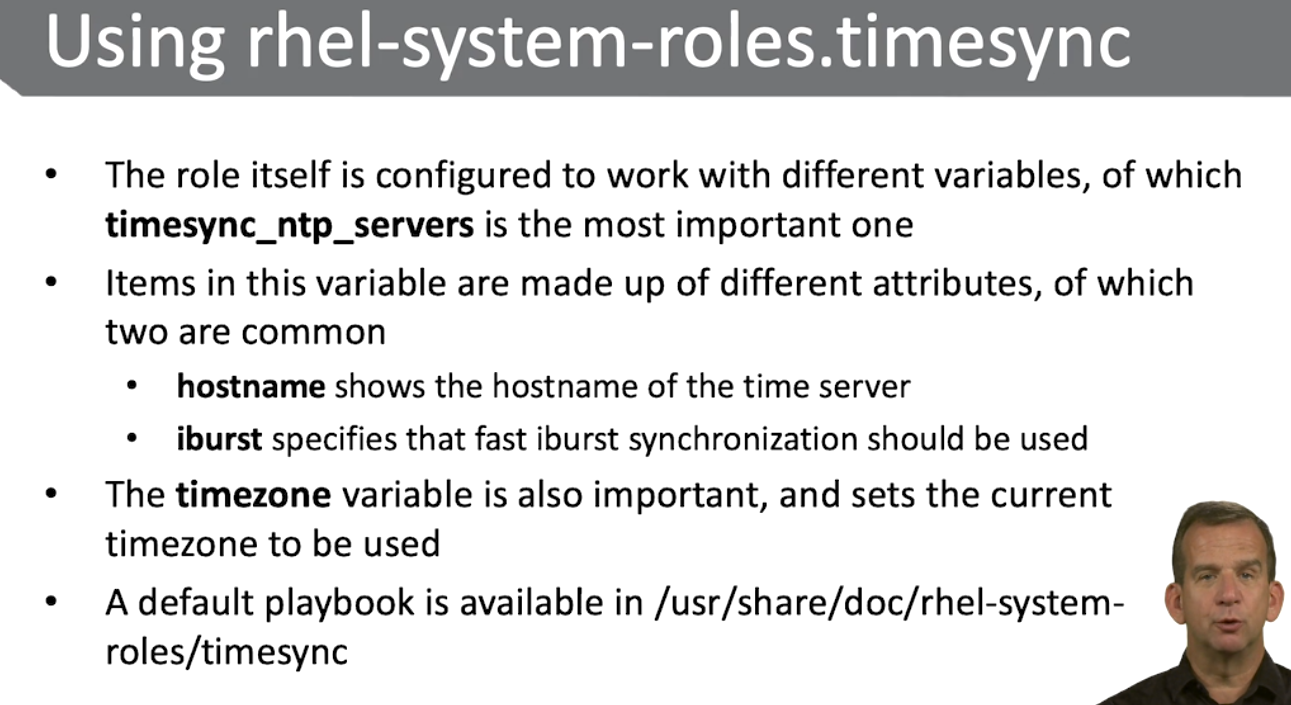 Using rhel-system-roles.timesync
• The role itself is configured to work with different variables, of which
timesync_ntp_servers is the most important one
• Items in this variable are made up of different attributes, of which
two are common
• hostname shows the hostname of the time server
• iburst specifies that fast iburst synchronization should be used
• The timezone variable is also important, and sets the current
timezone to be used
• A default playbook is available in /usr/share/doc/rhel-system-
roles/timesync